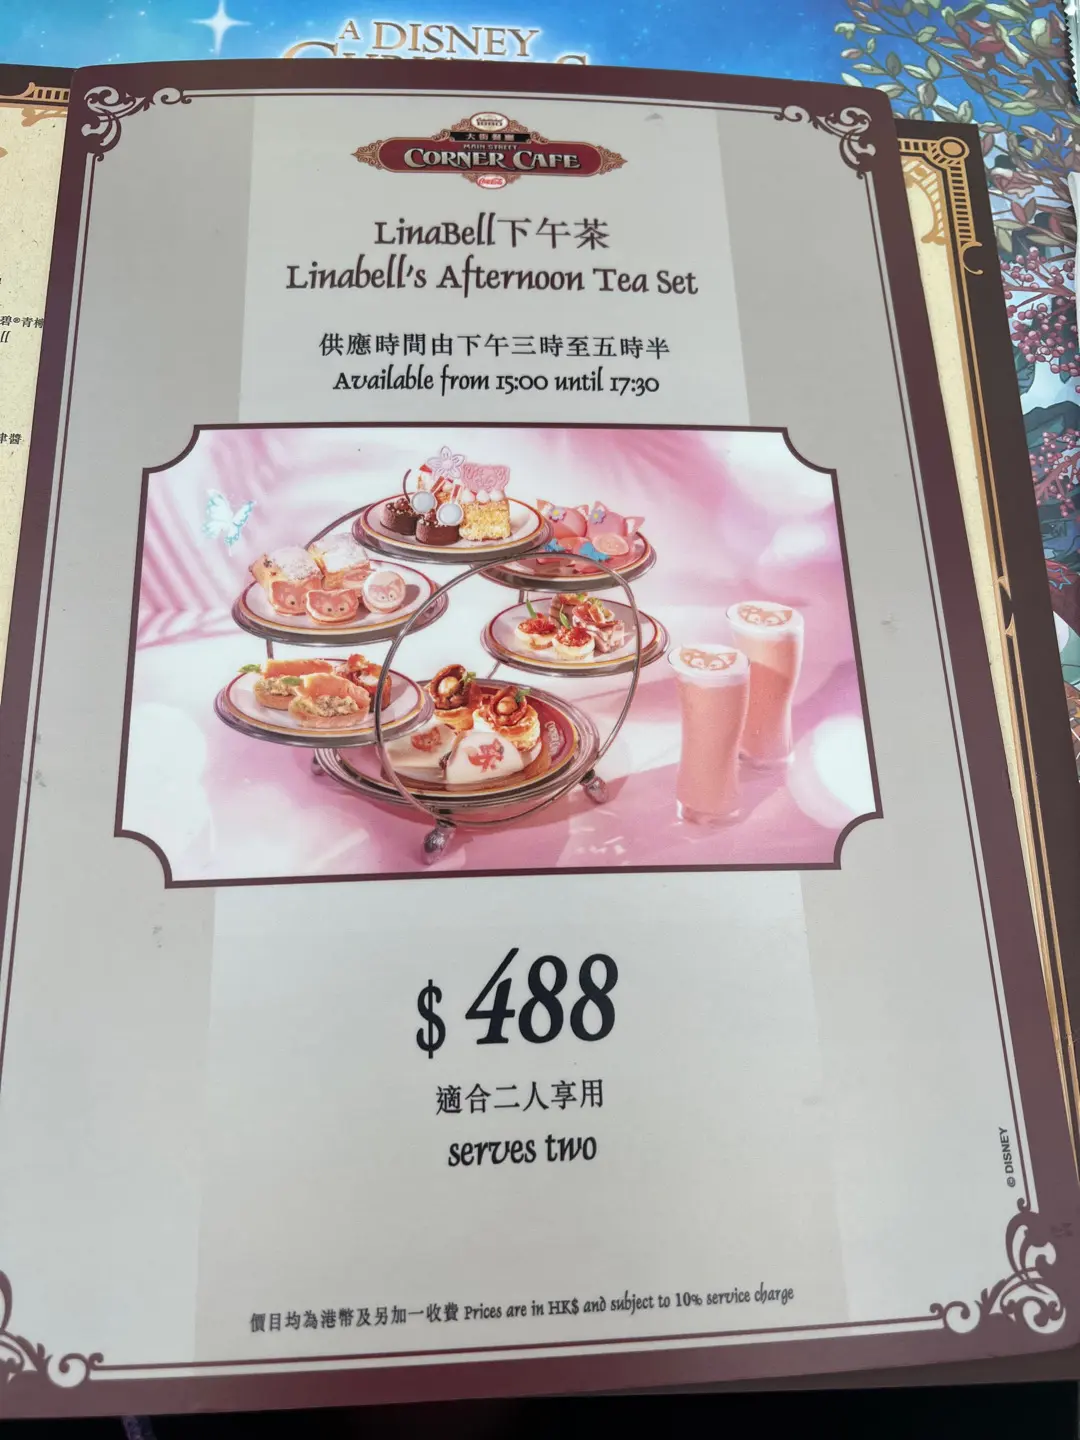 A DISNEY
大街餐廳
MAIN STREET
CORNER CAFE
Coca-Cola
LinaBell下午茶
Linabell's Afternoon Tea Set
供應時間由下午三時至五時半
Available from 15:00 until 17:30
$ 488
適合二人享用
serves two
© DISNEY
價目均為港幣及另加一收費 Prices are in HK$ and subject to 10% service charge